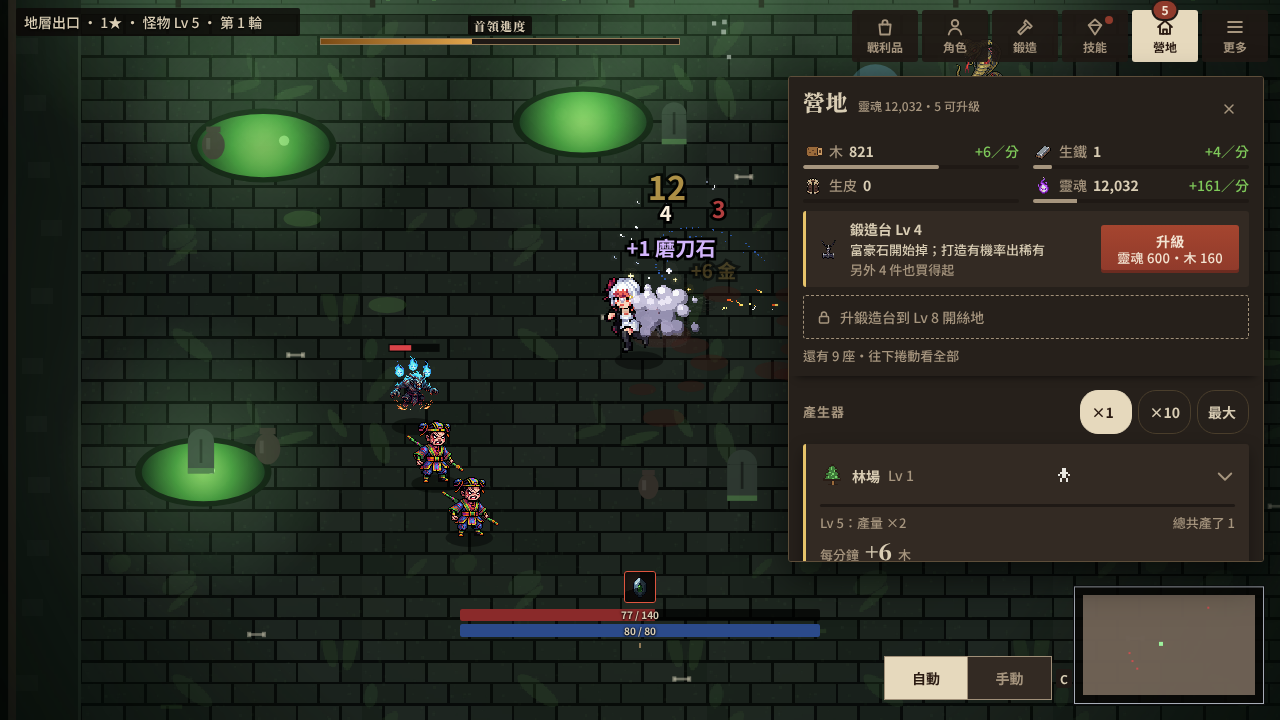 地層出口・1★・怪物 Lv 5・第 1 輪
首領進度
戰利品
角色
鍛造
技能
5
營地
更多
營地 靈魂 12,032・5 可升級
木 821 +6／分
生鐵 1 +4／分
生皮 0
靈魂 12,032 +161／分
鍛造台 Lv 4
富豪石開始掉；打造有機率出稀有
另外 4 件也買得起
升級
靈魂 600・木 160
升鍛造台到 Lv 8 開絲地
還有 9 座・往下捲動看全部
產生器
×1
×10
最大
林場 Lv 1
Lv 5：產量 ×2
總共產了 1
每分鐘 +6 木
12
4
3
+1 磨刀石
+6 金
77 / 140
80 / 80
自動
手動
C